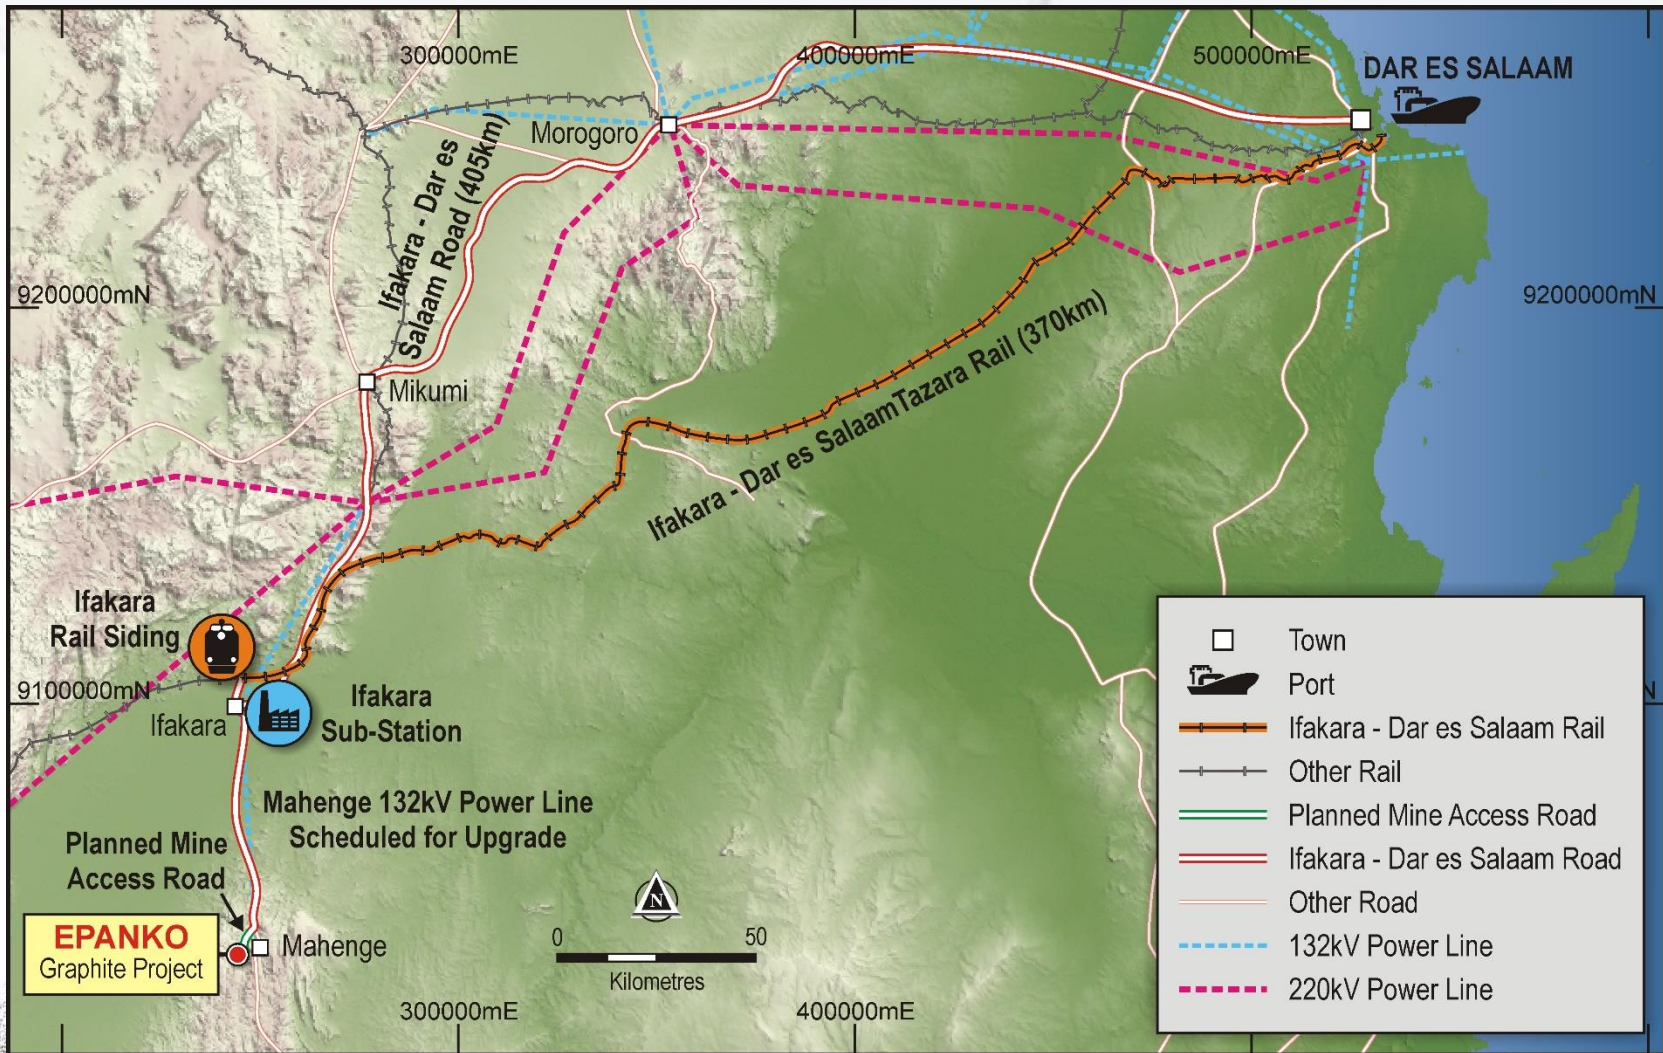 300000mE
400000mE
500000mE
DAR ES SALAAM
Morogoro
Ifakara - Dar es
Salaam Road (405km)
9200000mN
9200000mN
Mikumi
Ifakara - Dar es SalaamTazara Rail (370km)
Ifakara
Rail Siding
9100000mN
N
Ifakara
Ifakara
Sub-Station
Mahenge 132kV Power Line
Scheduled for Upgrade
Planned Mine
Access Road
EPANKO
Graphite Project
Mahenge
N
0
50
Kilometres
300000mE
400000mE
Town
Port
Ifakara - Dar es Salaam Rail
Other Rail
Planned Mine Access Road
Ifakara - Dar es Salaam Road
Other Road
132kV Power Line
220kV Power Line